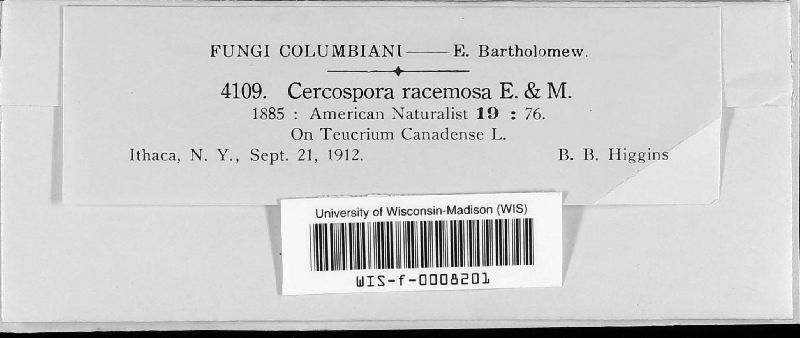 FUNGI COLUMBIANI — E. Bartholomew.
4109. Cercospora racemosa E. & M.
1885 : American Naturalist 19 : 76.
On Teucrium Canadense L.
Ithaca, N. Y., Sept. 21, 1912. B. B. Higgins
University of Wisconsin-Madison (WIS)
WIS-f-0008201